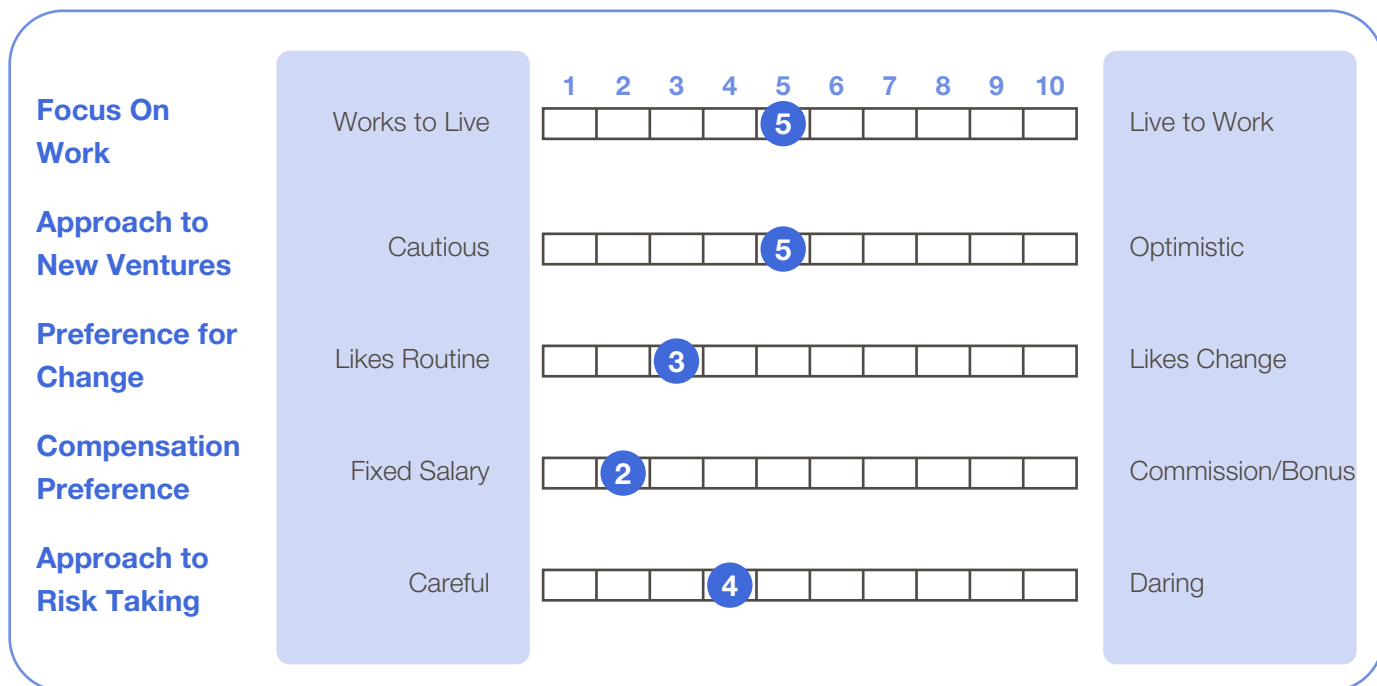 1 2 3 4 5 6 7 8 9 10
Focus On
Work
Works to Live
5
Live to Work
Approach to
New Ventures
Cautious
5
Optimistic
Preference for
Change
Likes Routine
3
Likes Change
Compensation
Preference
Fixed Salary
2
Commission/Bonus
Approach to
Risk Taking
Careful
4
Daring